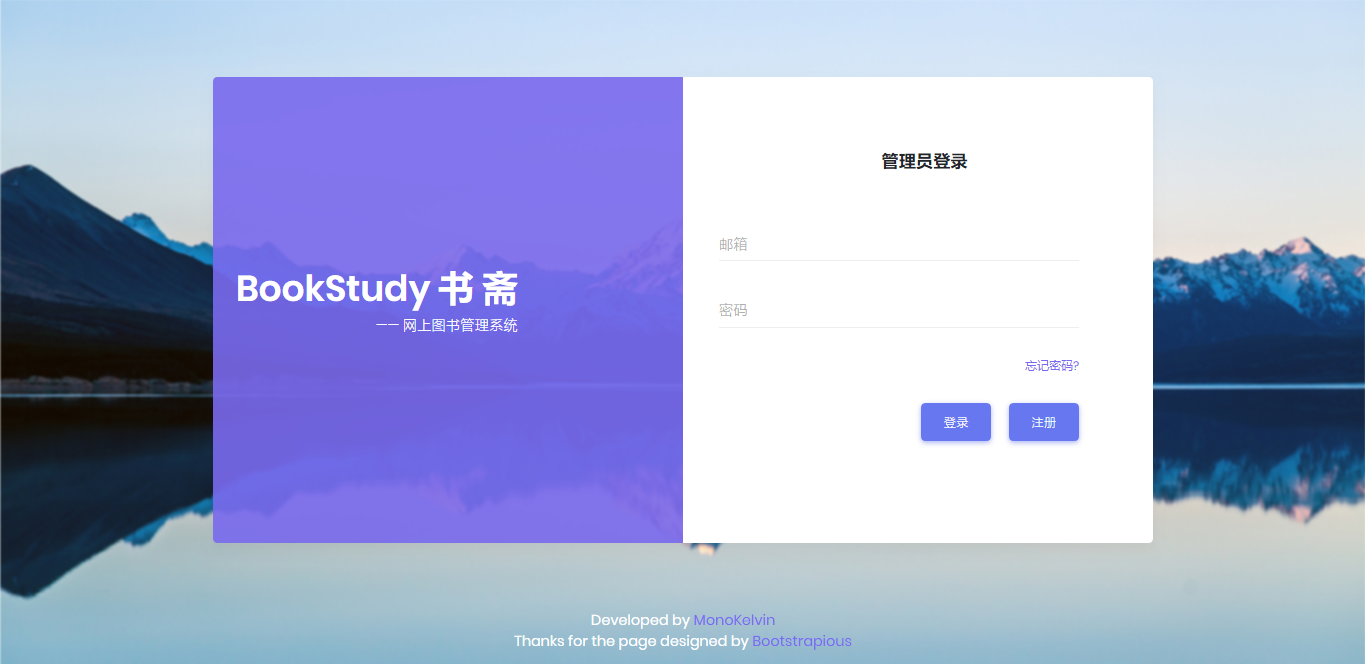 BookStudy 书 斋
—— 网上图书管理系统
管理员登录
邮箱
密码
忘记密码?
登录 注册
Developed by MonoKelvin
Thanks for the page designed by Bootstrapious